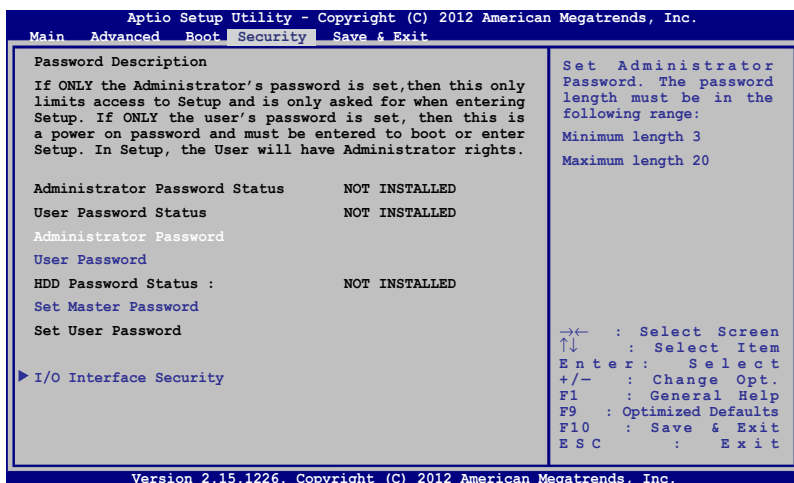 Aptio Setup Utility - Copyright (C) 2012 American Megatrends, Inc.
Main Advanced Boot Security Save & Exit
Password Description
If ONLY the Administrator's password is set,then this only
limits access to Setup and is only asked for when entering
Setup. If ONLY the user's password is set, then this is
a power on password and must be entered to boot or enter
Setup. In Setup, the User will have Administrator rights.
Administrator Password Status NOT INSTALLED
User Password Status NOT INSTALLED
Administrator Password
User Password
HDD Password Status : NOT INSTALLED
Set Master Password
Set User Password
I/O Interface Security
Set Administrator
Password. The password
length must be in the
following range:
Minimum length 3
Maximum length 20
→← : Select Screen
↑↓ : Select Item
Enter: Select
+/— : Change Opt.
F1 : General Help
F9 : Optimized Defaults
F10 : Save & Exit
ESC : Exit
Version 2.15.1226. Copyright (C) 2012 American Megatrends, Inc.